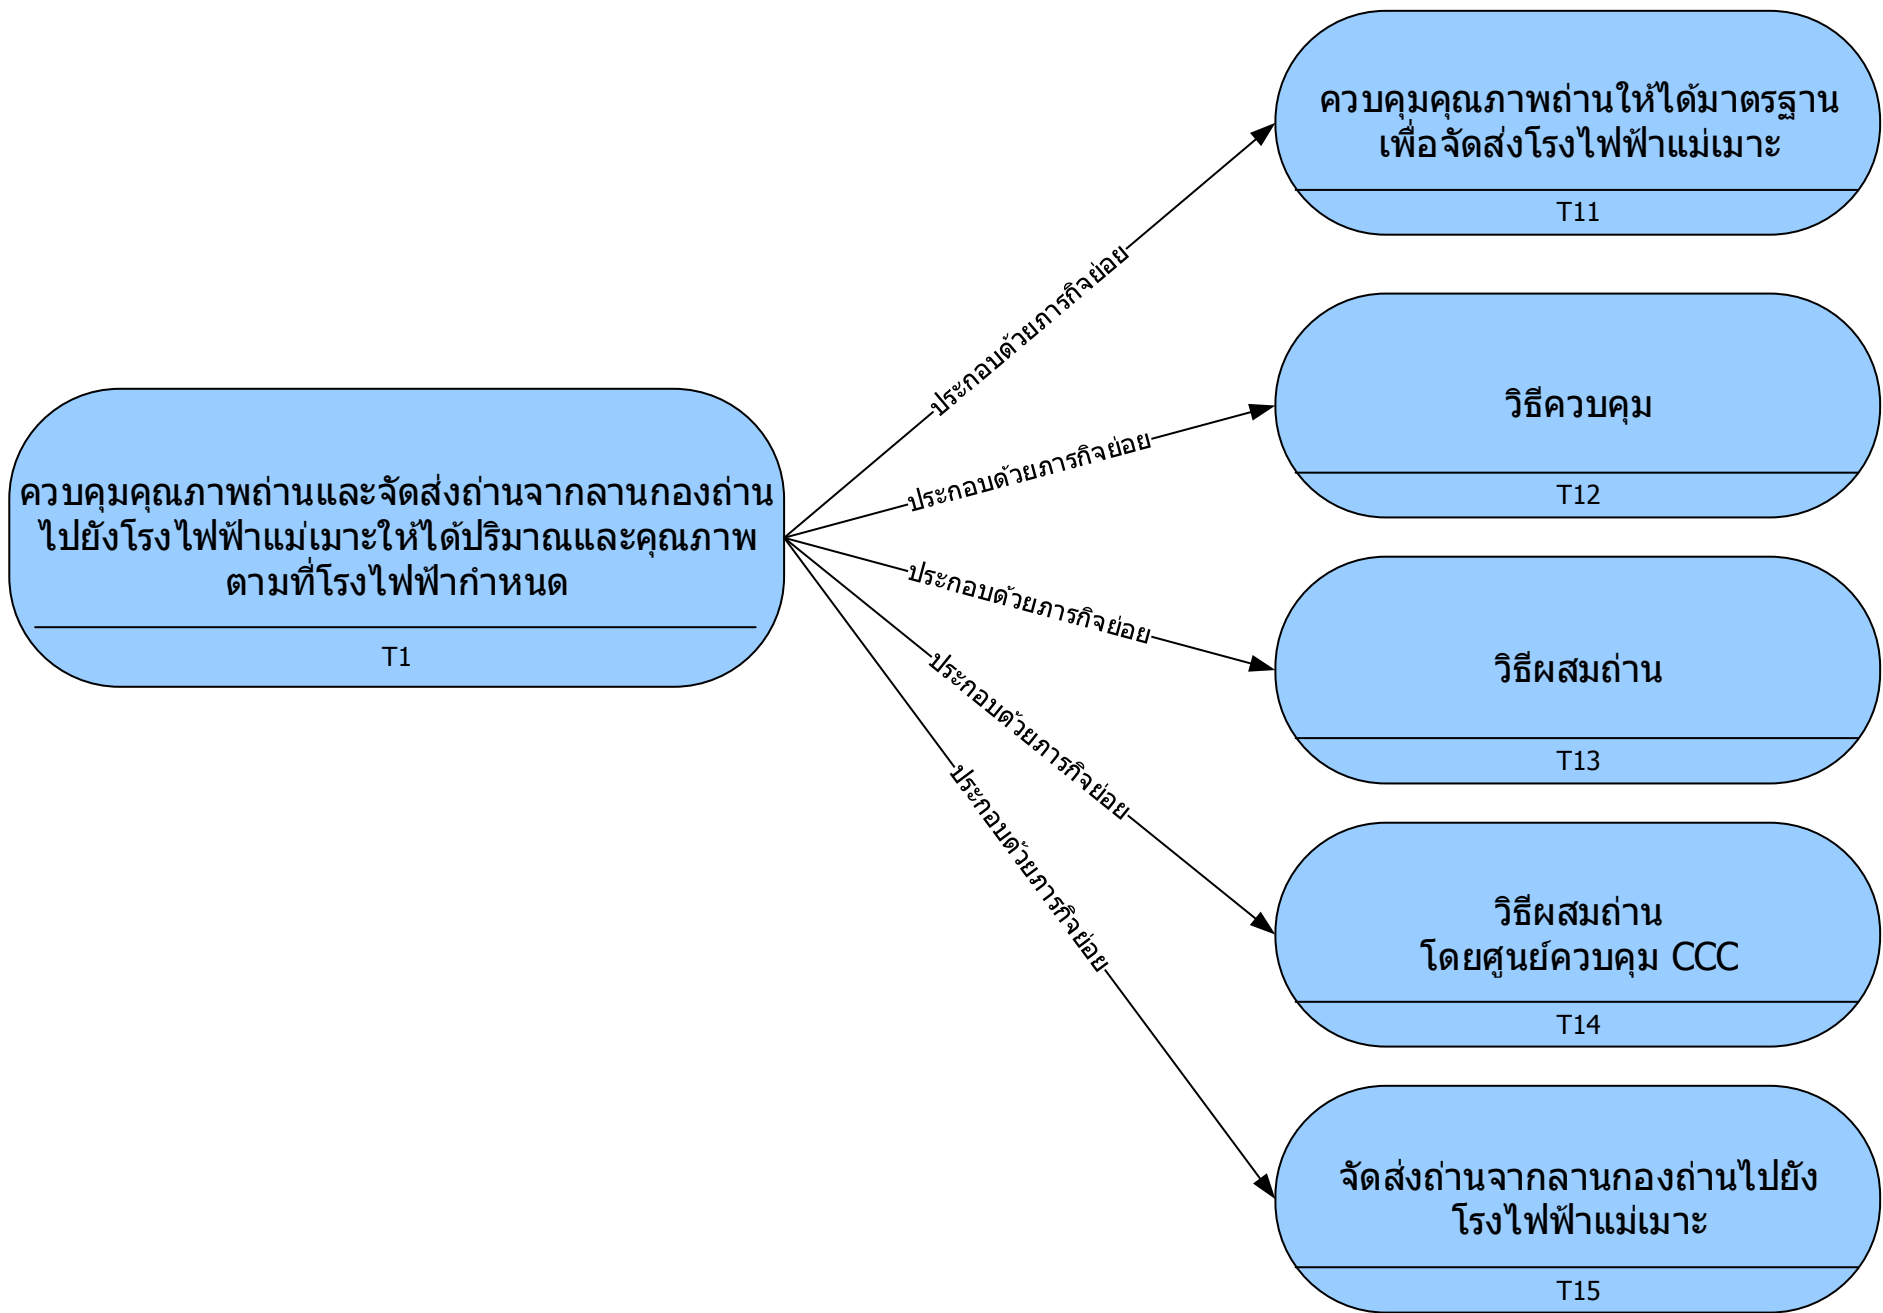 ควบคุมคุณภาพถ่านและจัดส่งถ่านจากลานกองถ่าน
ไปยังโรงไฟฟ้าแม่เมาะให้ได้ปริมาณและคุณภาพ
ตามที่โรงไฟฟ้ากำหนด
T1
ประกอบด้วยภารกิจย่อย
ประกอบด้วยภารกิจย่อย
ประกอบด้วยภารกิจย่อย
ประกอบด้วยภารกิจย่อย
ประกอบด้วยภารกิจย่อย
ควบคุมคุณภาพถ่านให้ได้มาตรฐาน
เพื่อจัดส่งโรงไฟฟ้าแม่เมาะ
T11
วิธีควบคุม
T12
วิธีผสมถ่าน
T13
วิธีผสมถ่าน
โดยศูนย์ควบคุม CCC
T14
จัดส่งถ่านจากลานกองถ่านไปยัง
โรงไฟฟ้าแม่เมาะ
T15